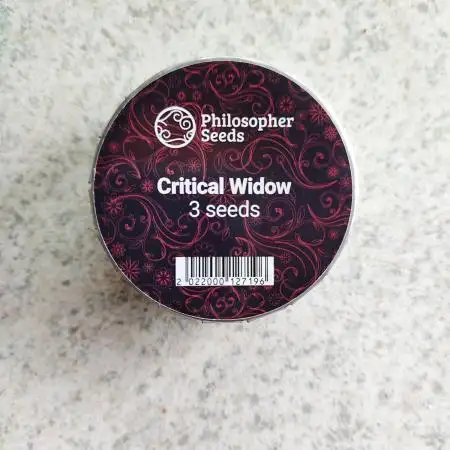 Philosopher
Seeds
Critical Widow
3 seeds
2 022000 127196